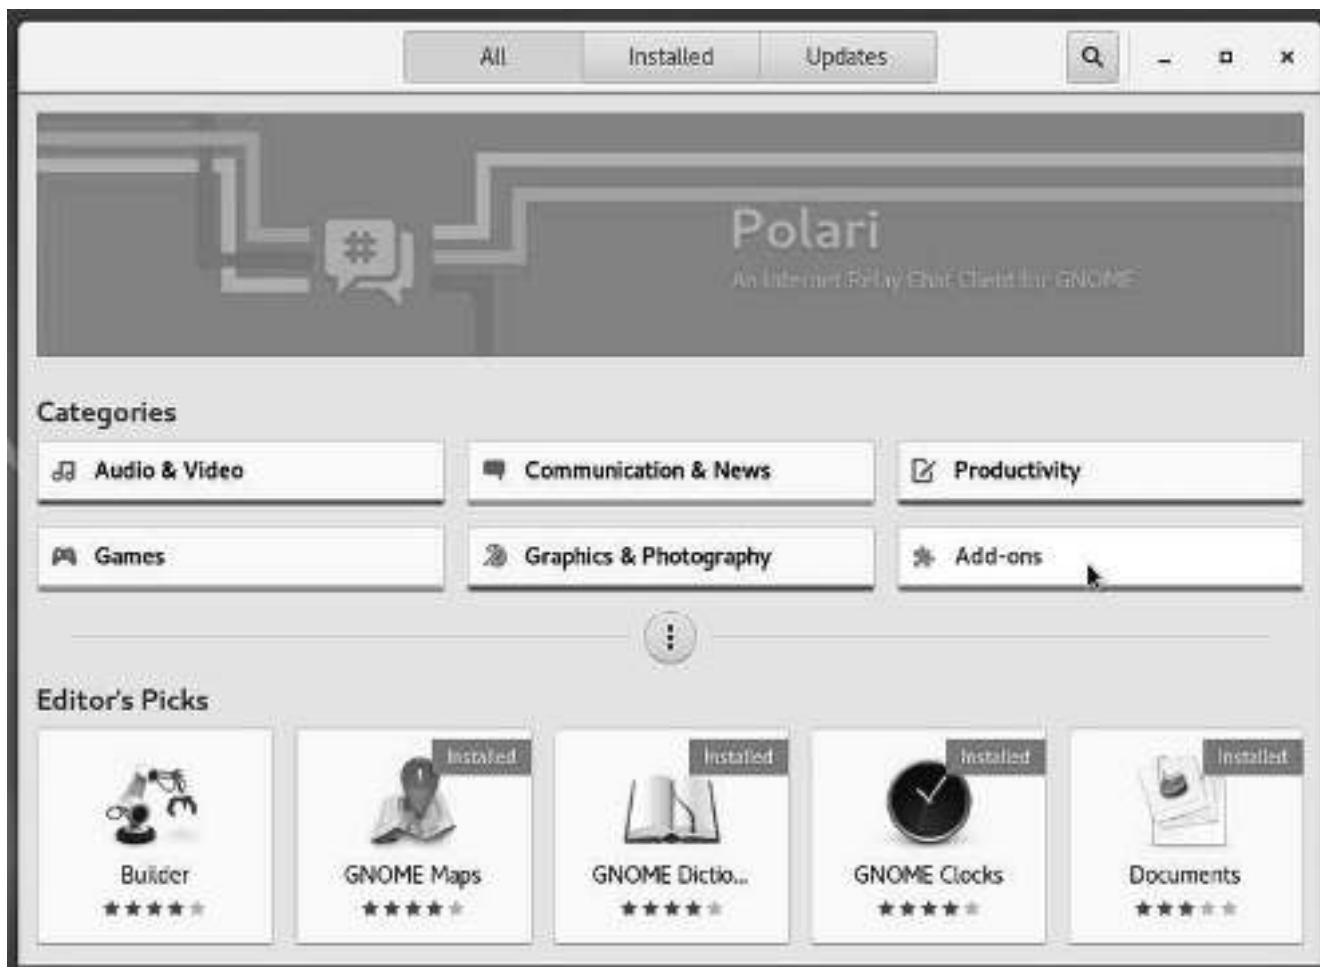 All Installed Updates
#
Polari
An Internet Relay Chat Client for GNOME
Categories
Audio & Video Communication & News Productivity
Games Graphics & Photography Add-ons
Editor's Picks
Installed Installed Installed Installed
Builder GNOME Maps GNOME Dictio... GNOME Clocks Documents